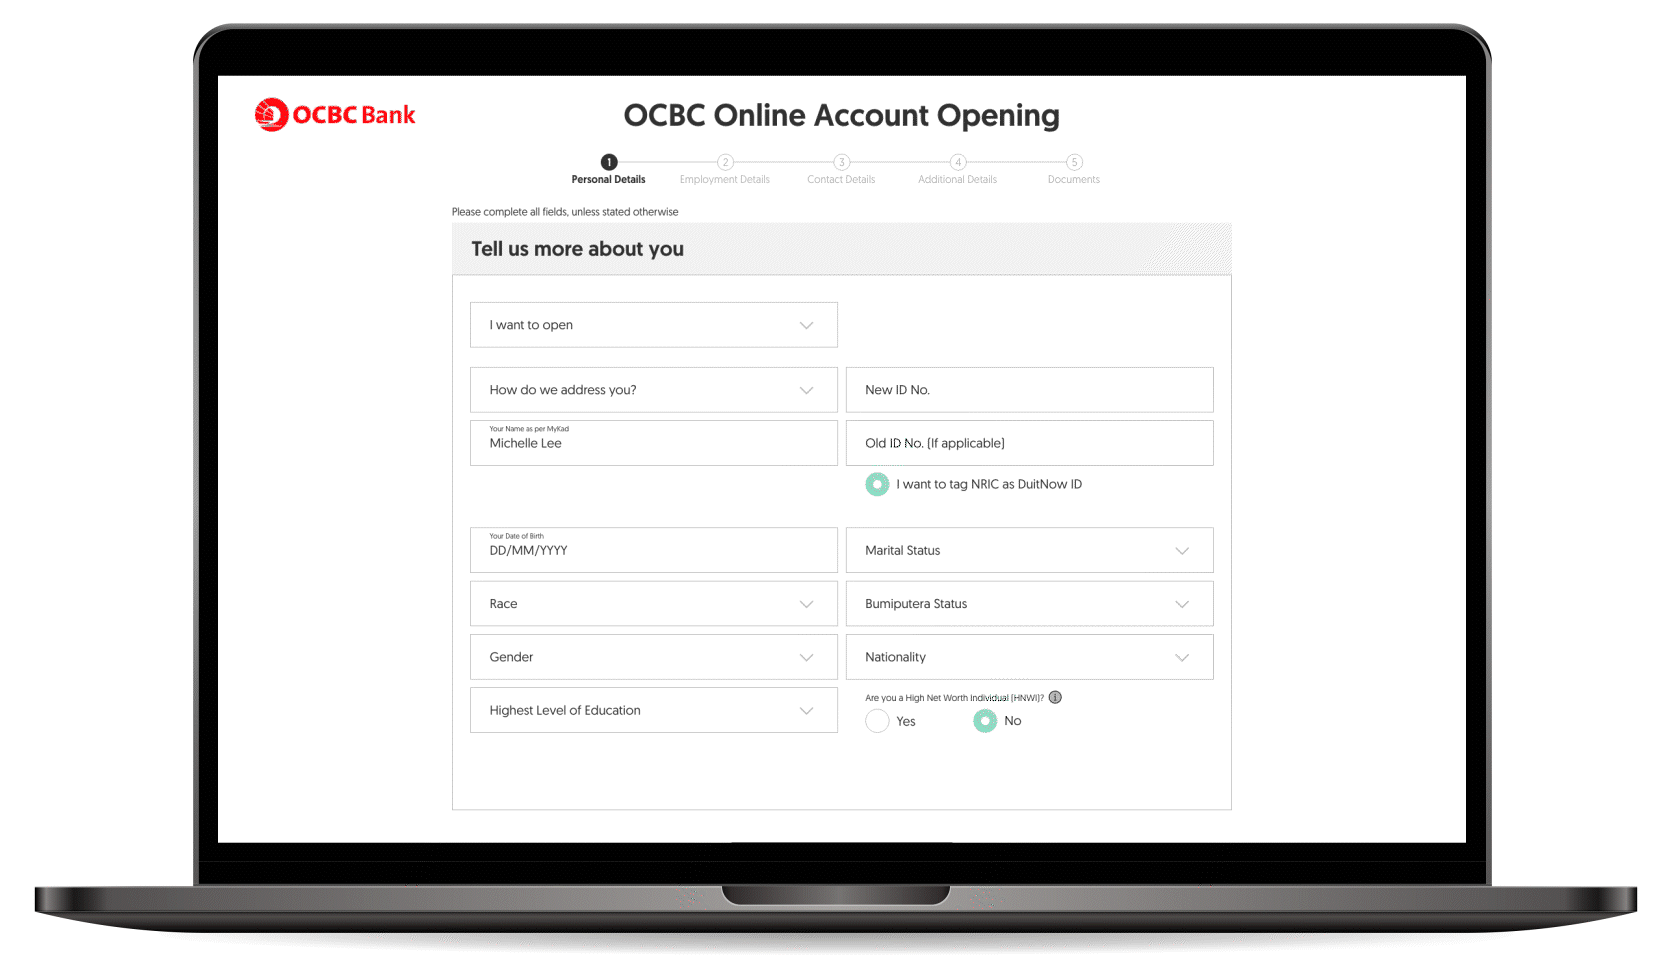 OCBC Bank
OCBC Online Account Opening
1 2 3 4 5
Personal Details Employment Details Contact Details Additional Details Documents
Please complete all fields, unless stated otherwise
Tell us more about you
I want to open
How do we address you?
New ID No.
Your Name as per MyKad
Michelle Lee
Old ID No. (If applicable)
I want to tag NRIC as DuitNow ID
Your Date of Birth
DD/MM/YYYY
Marital Status
Race
Bumiputera Status
Gender
Nationality
Highest Level of Education
Are you a High Net Worth Individual (HNWI)? i
Yes No